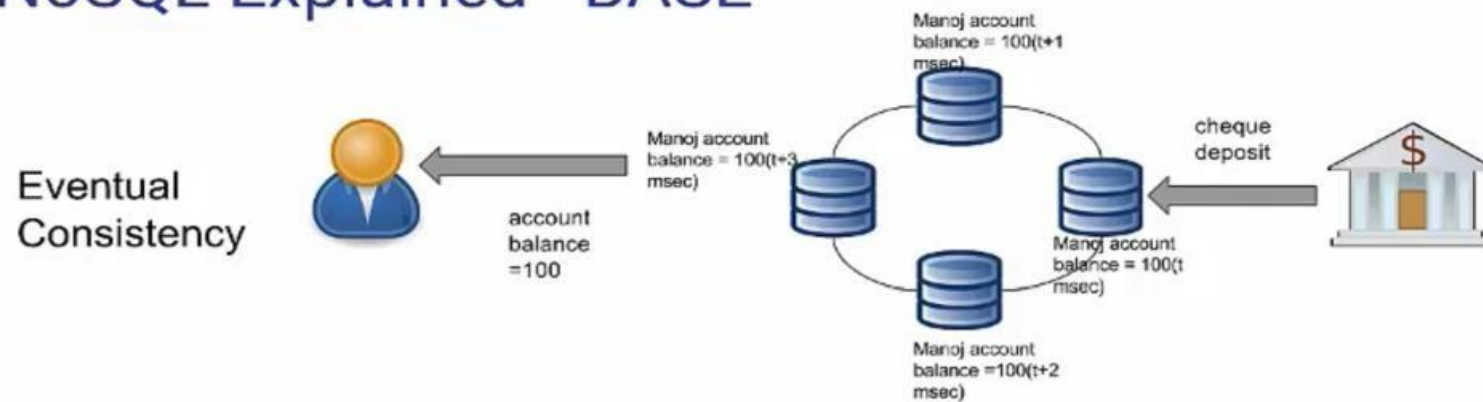 NoSQL Explained - BASE
Manoj account
balance = 100(t+1
msec)
Manoj account
balance = 100(t+3
msec)
cheque
deposit
$
Eventual
Consistency
account
balance
=100
Manoj account
balance = 100(t
msec)
Manoj account
balance =100(t+2
msec)